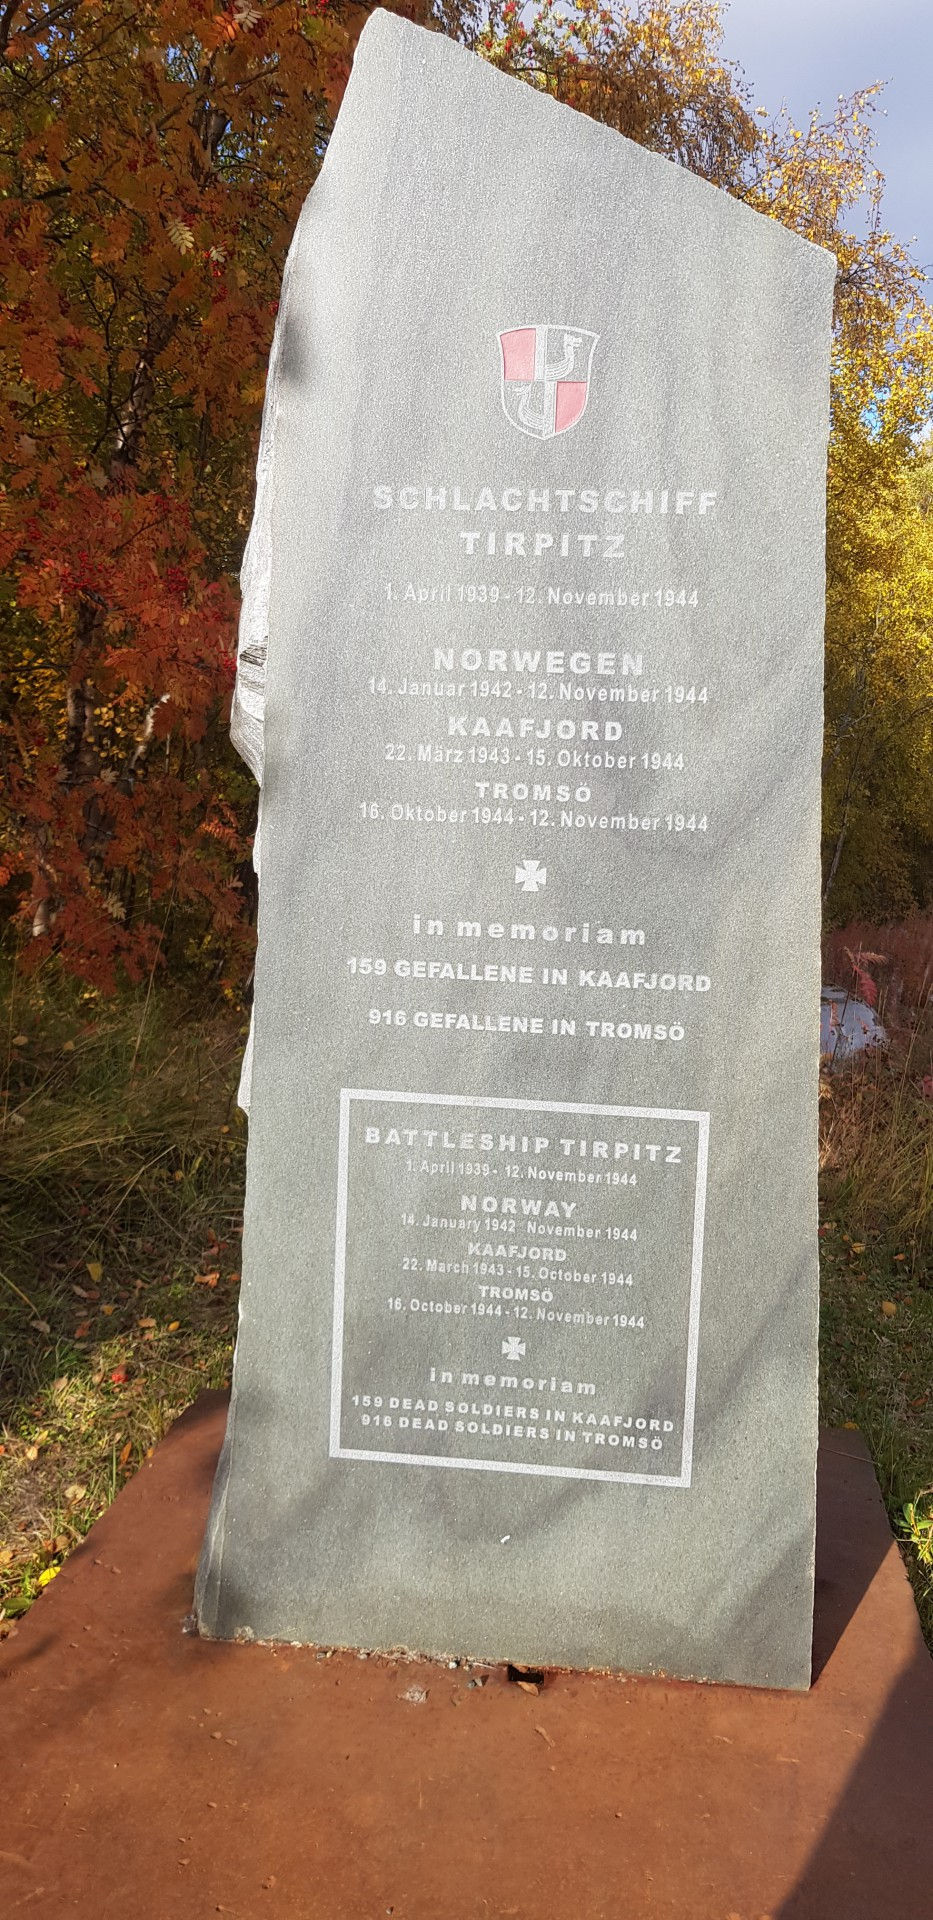 SCHLACHTSCHIFF
TIRPITZ
1. April 1939 - 12. November 1944
NORWEGEN
14. Januar 1942 - 12. November 1944
KAAFJORD
22. März 1943 - 15. Oktober 1944
TROMSÖ
16. Oktober 1944 - 12. November 1944
in memoriam
159 GEFALLENE IN KAAFJORD
916 GEFALLENE IN TROMSÖ
BATTLESHIP TIRPITZ
1. April 1939 - 12. November 1944
NORWAY
14. January 1942 November 1944
KAAFJORD
22. March 1943 - 15. October 1944
TROMSÖ
16. October 1944 - 12. November 1944
in memoriam
159 DEAD SOLDIERS IN KAAFJORD
916 DEAD SOLDIERS IN TROMSÖ